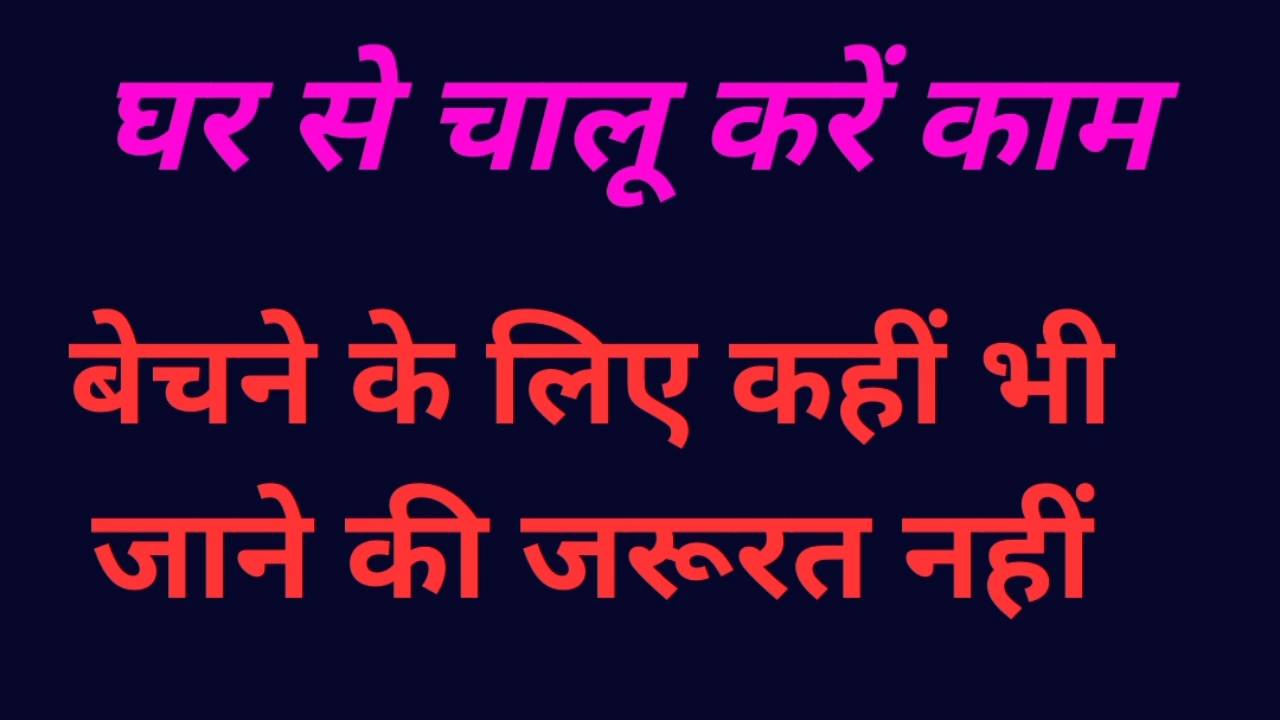 घर से चालू करें काम
बेचने के लिए कहीं भी
जाने की जरूरत नहीं